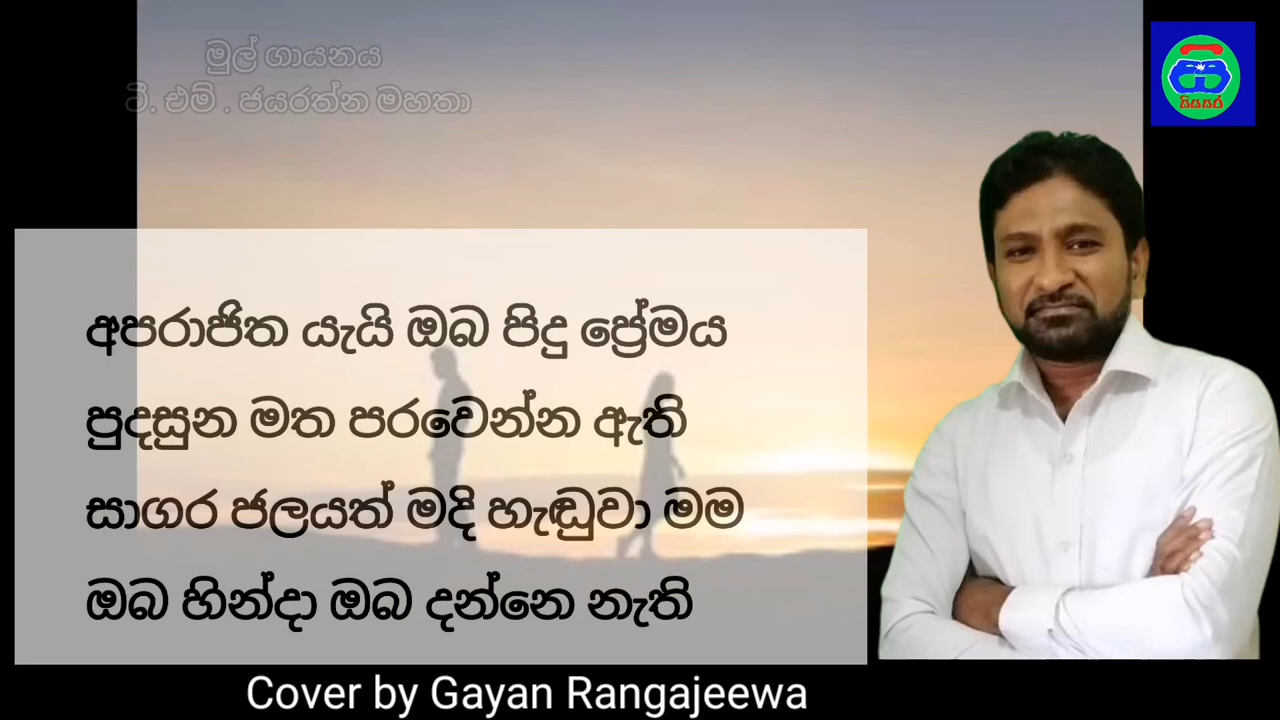 මුල් ගායනය
ටී. එම් . ජයරත්න මහතා
සිසසර
අපරාජිත යැයි ඔබ පිදු ප්‍රේමය
පුදසුන මත පරවෙන්න ඇති
සාගර ජලයත් මදි හැඬුවා මම
ඔබ හින්දා ඔබ දන්නෙ නැති
Cover by Gayan Rangajeewa